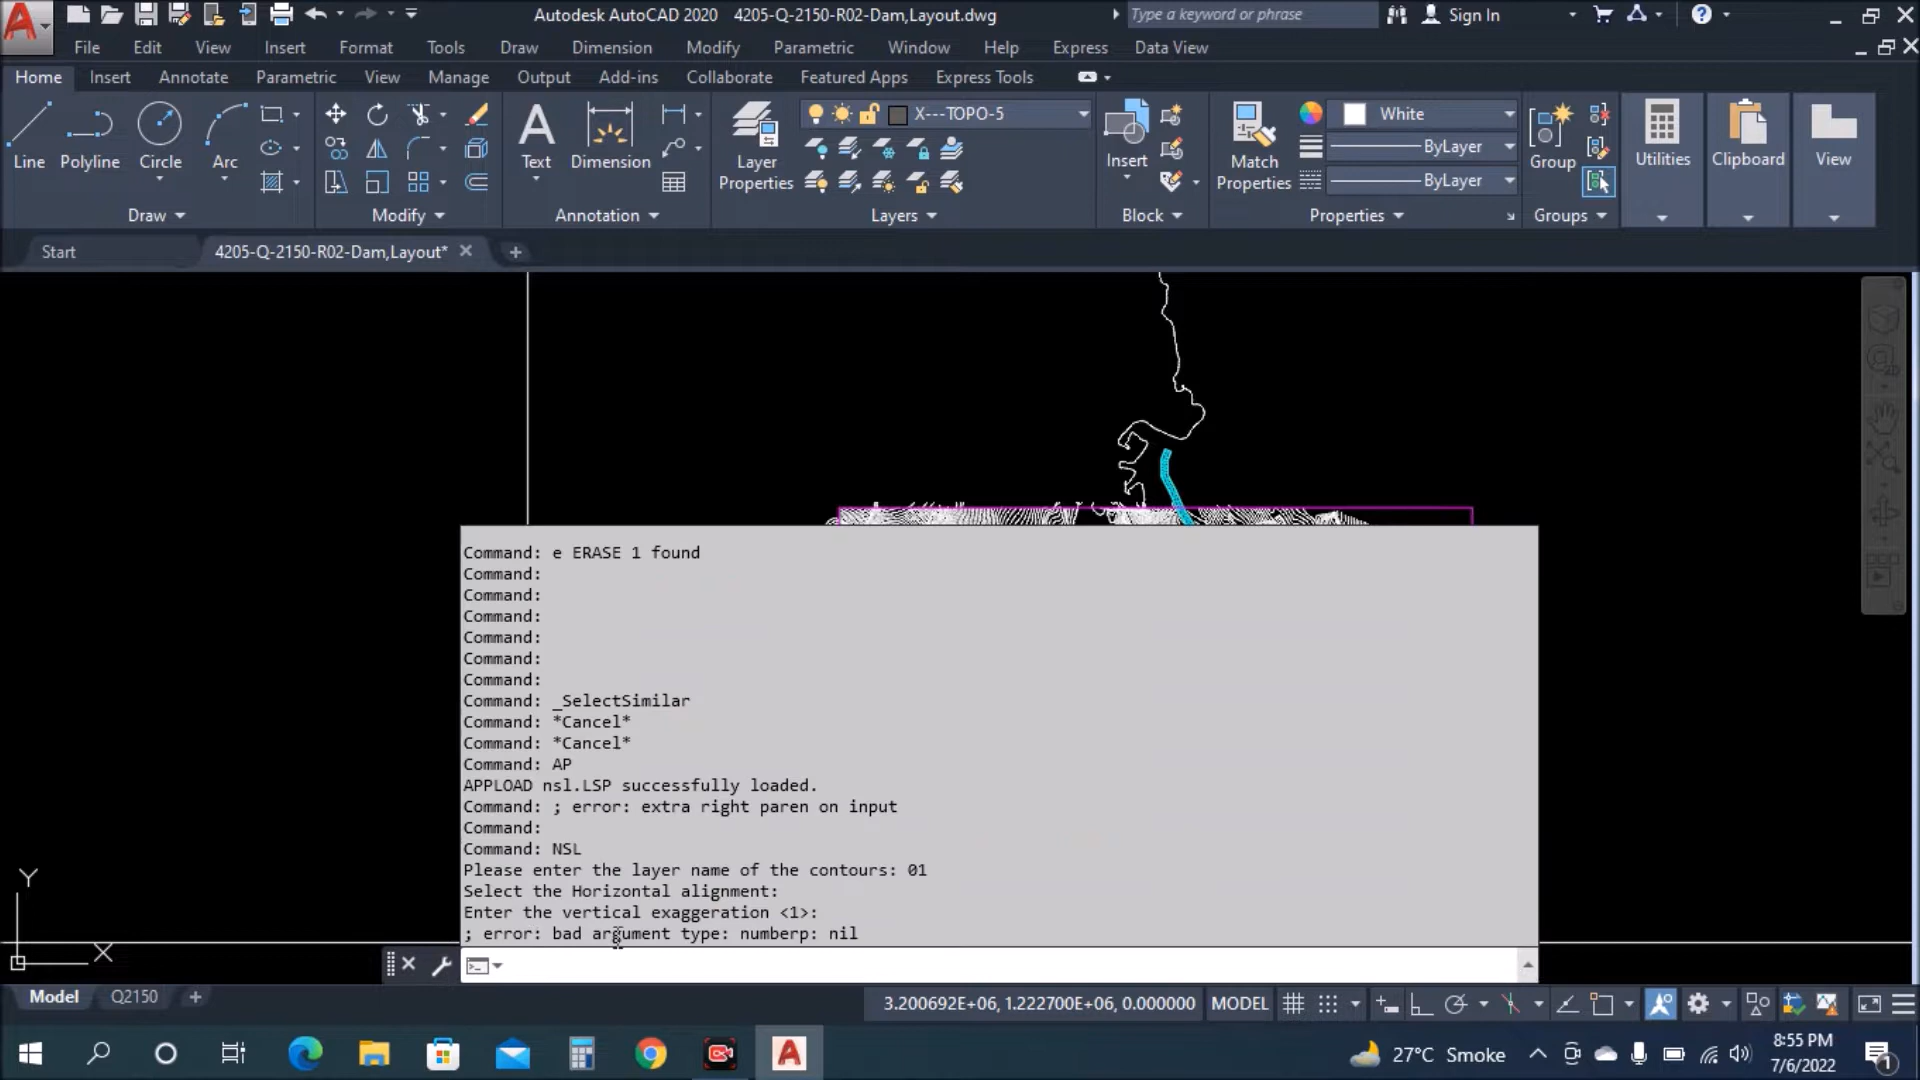 Autodesk AutoCAD 2020 4205-Q-2150-R02-Dam,Layout.dwg
Type a keyword or phrase
Sign In
File Edit View Insert Format Tools Draw Dimension Modify Parametric Window Help Express Data View
Home Insert Annotate Parametric View Manage Output Add-ins Collaborate Featured Apps Express Tools
X---TOPO-5
White
ByLayer
ByLayer
Line Polyline Circle Arc
Text Dimension
Layer Properties
Insert
Match Properties
Group
Utilities Clipboard View
Draw Modify Annotation Layers Block Properties Groups
Start 4205-Q-2150-R02-Dam,Layout*
Command: e ERASE 1 found
Command:
Command:
Command:
Command:
Command:
Command:
Command: _SelectSimilar
Command: *Cancel*
Command: *Cancel*
Command: AP
APPLOAD nsl.LSP successfully loaded.
Command: ; error: extra right paren on input
Command:
Command: NSL
Please enter the layer name of the contours: 01
Select the Horizontal alignment:
Enter the vertical exaggeration <1>:
; error: bad argument type: numberp: nil
Y
X
Model Q2150
3.200692E+06, 1.222700E+06, 0.000000 MODEL
27°C Smoke
8:55 PM
7/6/2022
1